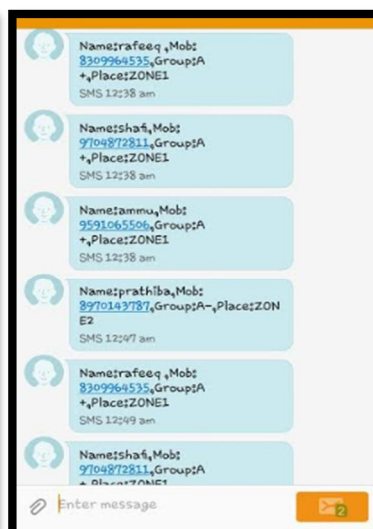 Name:rafeeq ,Mob:
8309964535,Group:A
+,Place:ZONE1
SMS 12:38 am
Name:shafi,Mob:
9704872811,Group:A
+,Place:ZONE1
SMS 12:38 am
Name:ammu,Mob:
9591065506,Group:A
+,Place:ZONE1
SMS 12:38 am
Name:prathiba,Mob:
8970143787,Group:A-,Place:ZON
E2
SMS 12:47 am
Name:rafeeq ,Mob:
8309964535,Group:A
+,Place:ZONE1
SMS 12:49 am
Name:shafi,Mob:
9704872811,Group:A
+,Place:ZONE1
Enter message
2